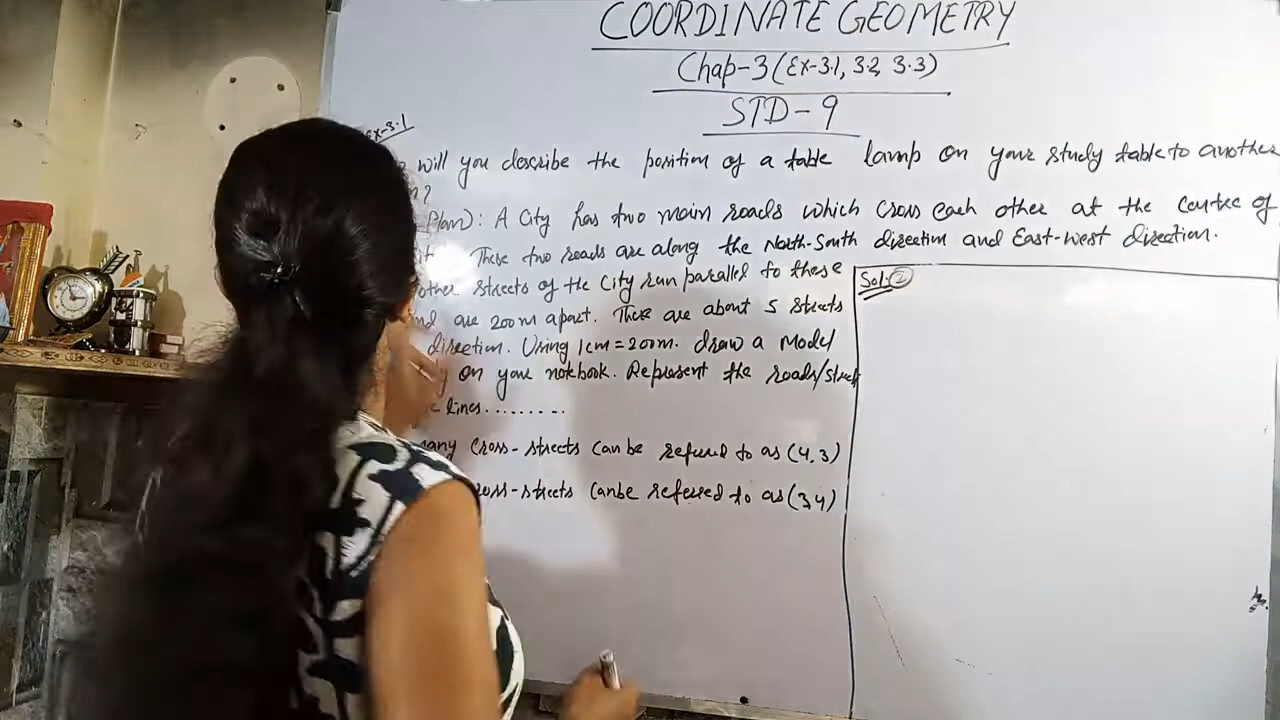 COORDINATE GEOMETRY
Chap-3 (Ex-3.1, 3.2, 3.3)
STD-9
Ex-3.1
will you describe the position of a table lamp on your study table to another
Plan): A City has two main roads which cross each other at the centre of
These two roads are along the North-South direction and East-West direction.
other streets of the City run parallel to these
are 200m apart. There are about 5 streets
direction. Using 1cm=200m. draw a model
on your notebook. Represent the roads/street
lines.........
many cross-streets can be refered to as (4,3)
cross-streets canbe refered to as (3,4)
Sol:②